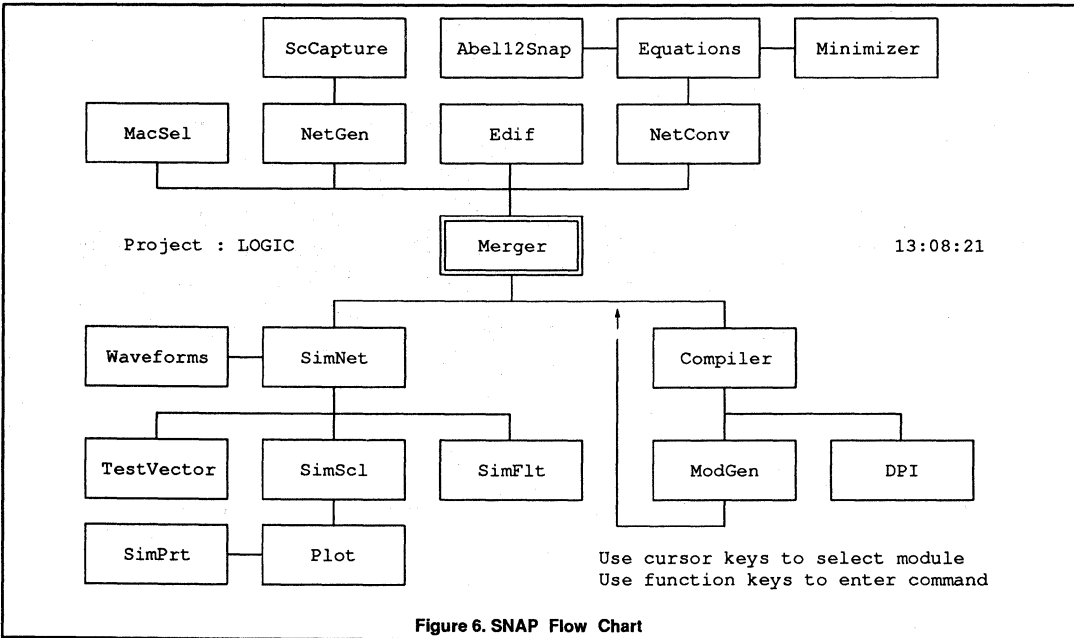 ScCapture
Abel12Snap
Equations
Minimizer
MacSel
NetGen
Edif
NetConv
Project : LOGIC
Merger
13:08:21
Waveforms
SimNet
Compiler
TestVector
SimScl
SimFlt
ModGen
DPI
SimPrt
Plot
Use cursor keys to select module
Use function keys to enter command
Figure 6. SNAP Flow Chart